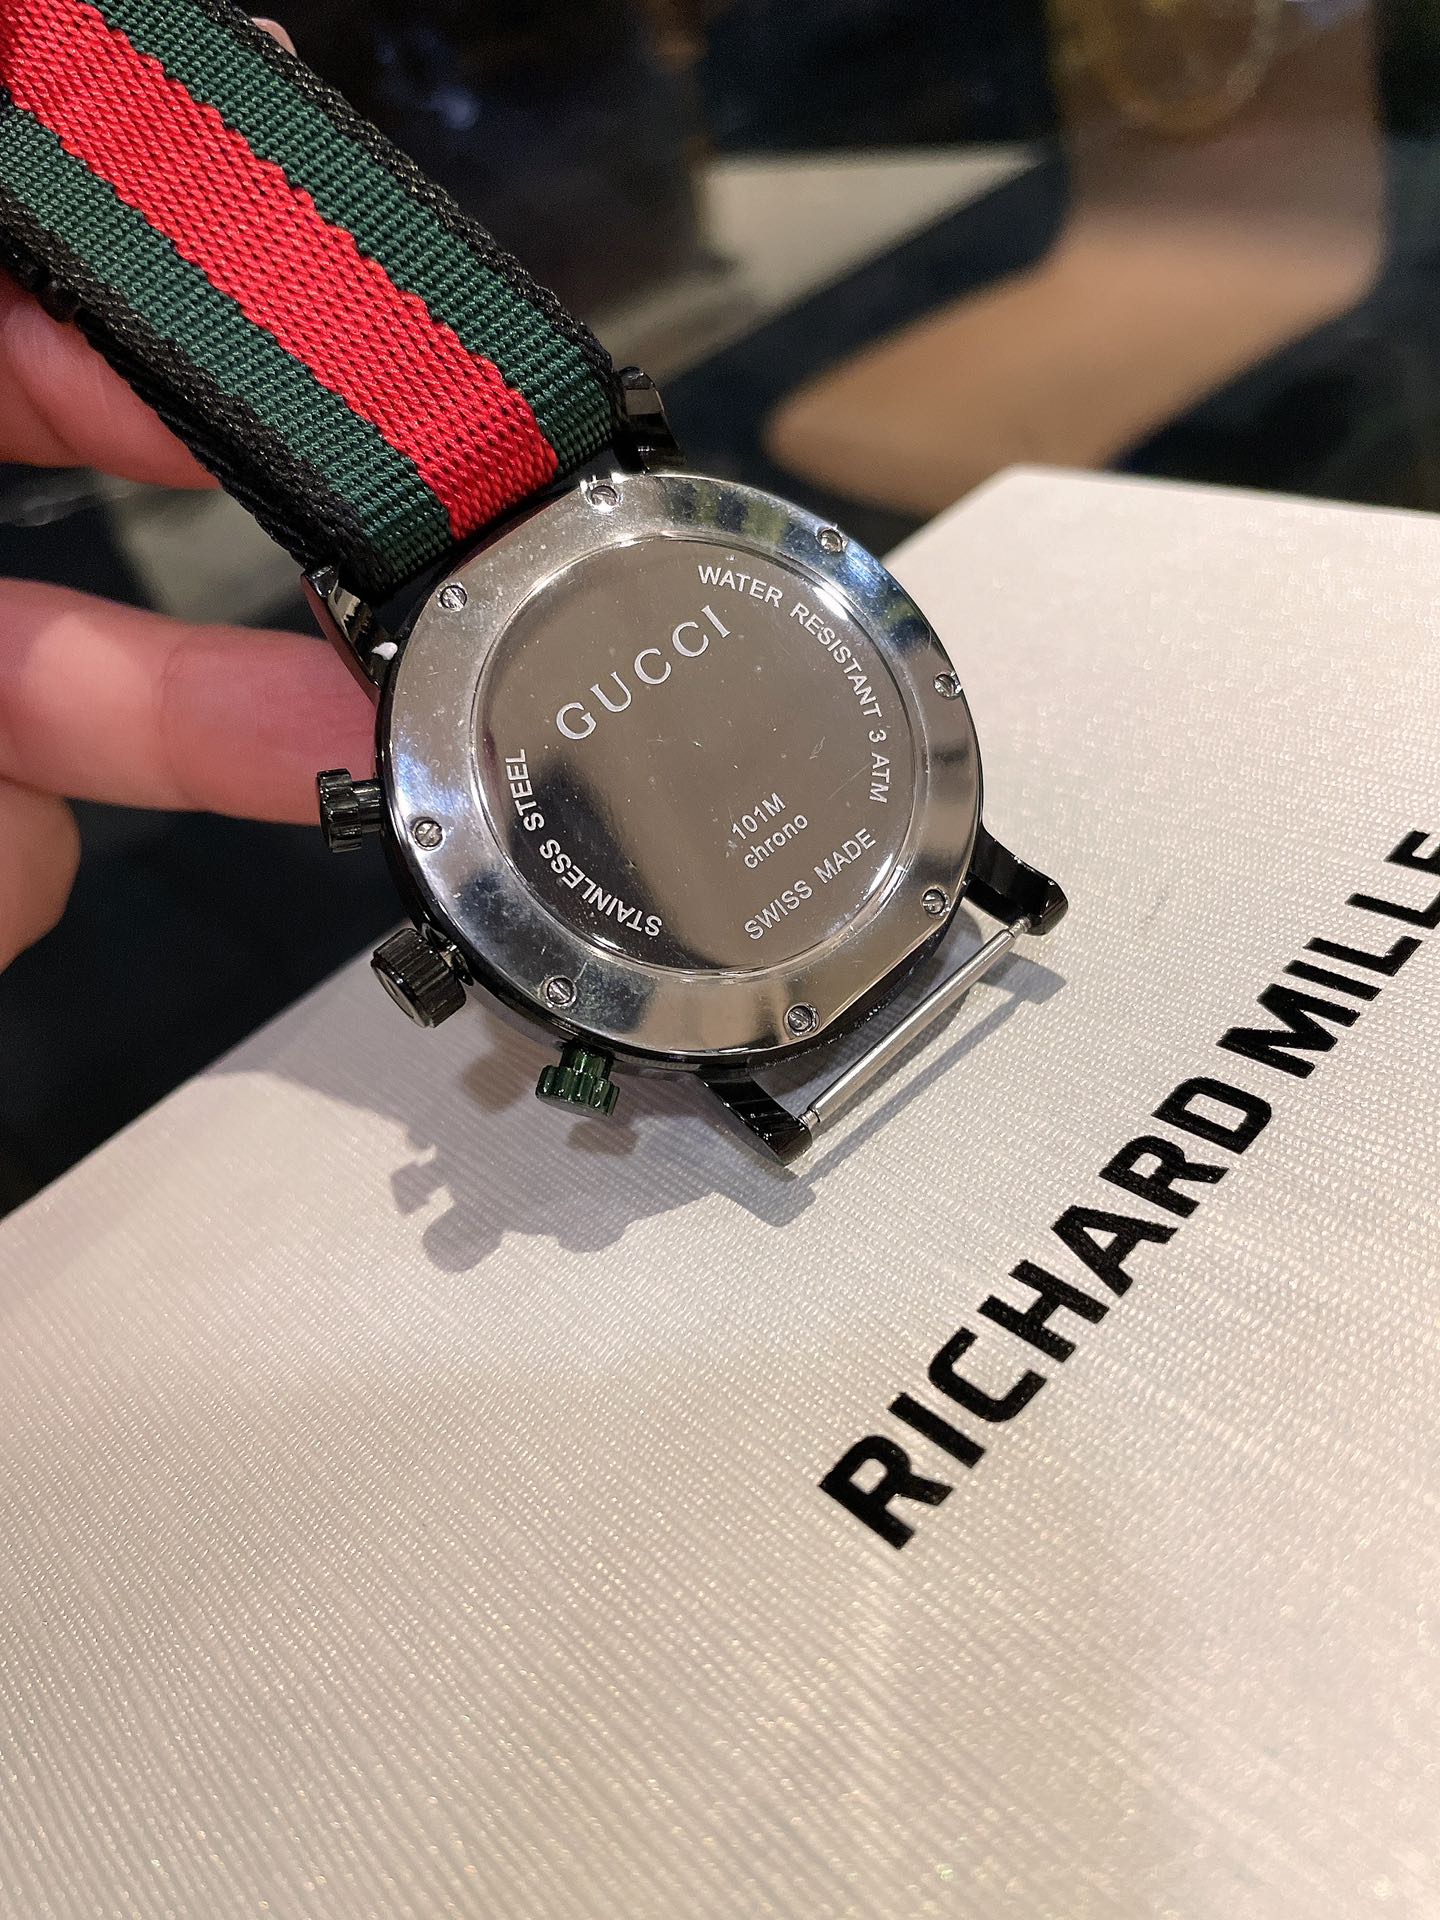 GUCCI
WATER RESISTANT 3 ATM
101M
chrono
SWISS MADE
STAINLESS STEEL
RICHARD MILLE